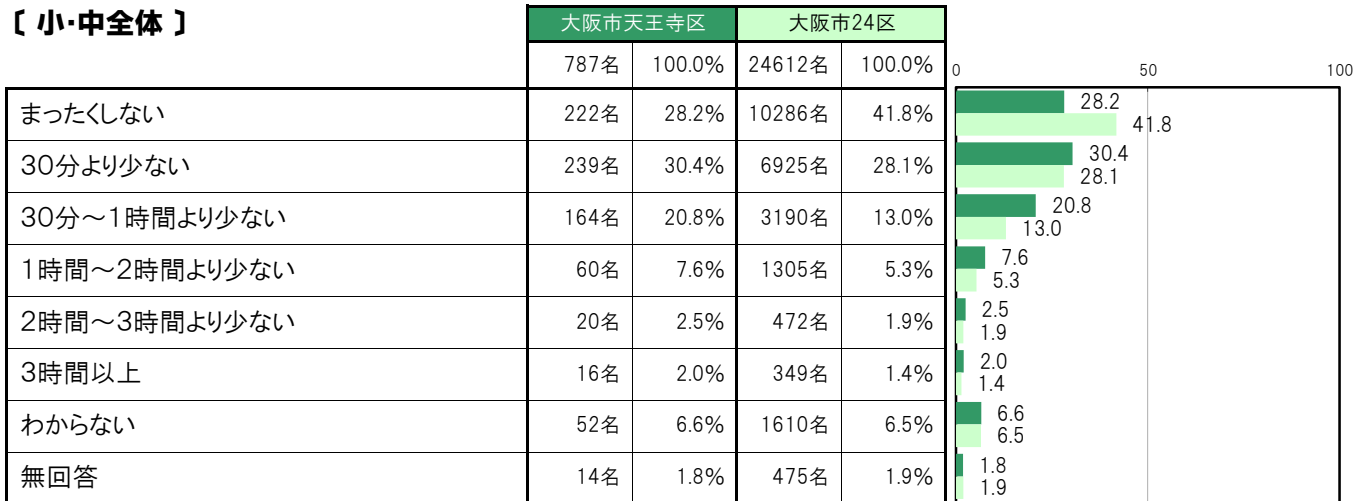 〔 小・中全体 〕
大阪市天王寺区 大阪市24区
787名 100.0% 24612名 100.0% 0 50 100
まったくしない 222名 28.2% 10286名 41.8% 28.2
41.8
30分より少ない 239名 30.4% 6925名 28.1% 30.4
28.1
30分～1時間より少ない 164名 20.8% 3190名 13.0% 20.8
13.0
1時間～2時間より少ない 60名 7.6% 1305名 5.3% 7.6
5.3
2時間～3時間より少ない 20名 2.5% 472名 1.9% 2.5
1.9
3時間以上 16名 2.0% 349名 1.4% 2.0
1.4
わからない 52名 6.6% 1610名 6.5% 6.6
6.5
無回答 14名 1.8% 475名 1.9% 1.8
1.9